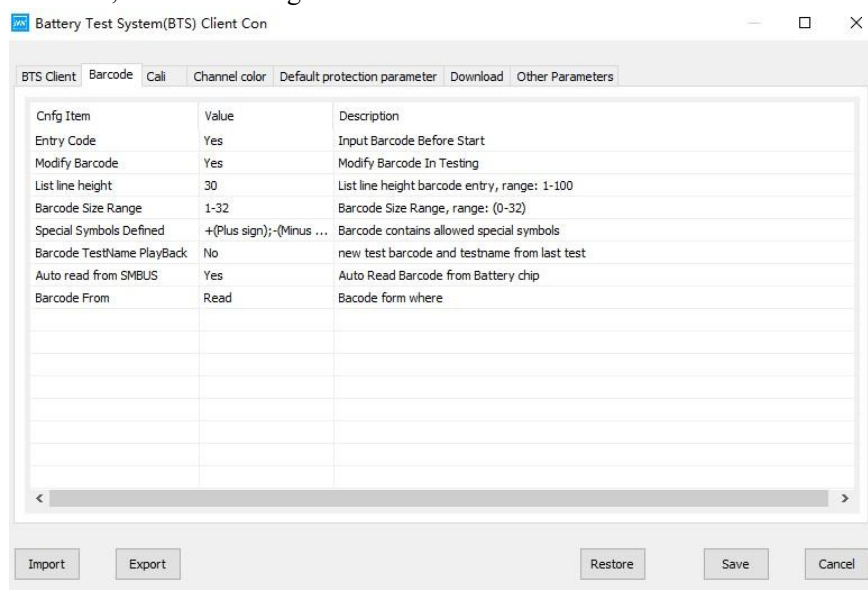 Battery Test System(BTS) Client Con
BTS Client Barcode Cali Channel color Default protection parameter Download Other Parameters
Cnfg Item Value Description
Entry Code Yes Input Barcode Before Start
Modify Barcode Yes Modify Barcode In Testing
List line height 30 List line height barcode entry, range: 1-100
Barcode Size Range 1-32 Barcode Size Range, range: (0-32)
Special Symbols Defined +(Plus sign);-(Minus ... Barcode contains allowed special symbols
Barcode TestName PlayBack No new test barcode and testname from last test
Auto read from SMBUS Yes Auto Read Barcode from Battery chip
Barcode From Read Bacode form where
Import Export Restore Save Cancel